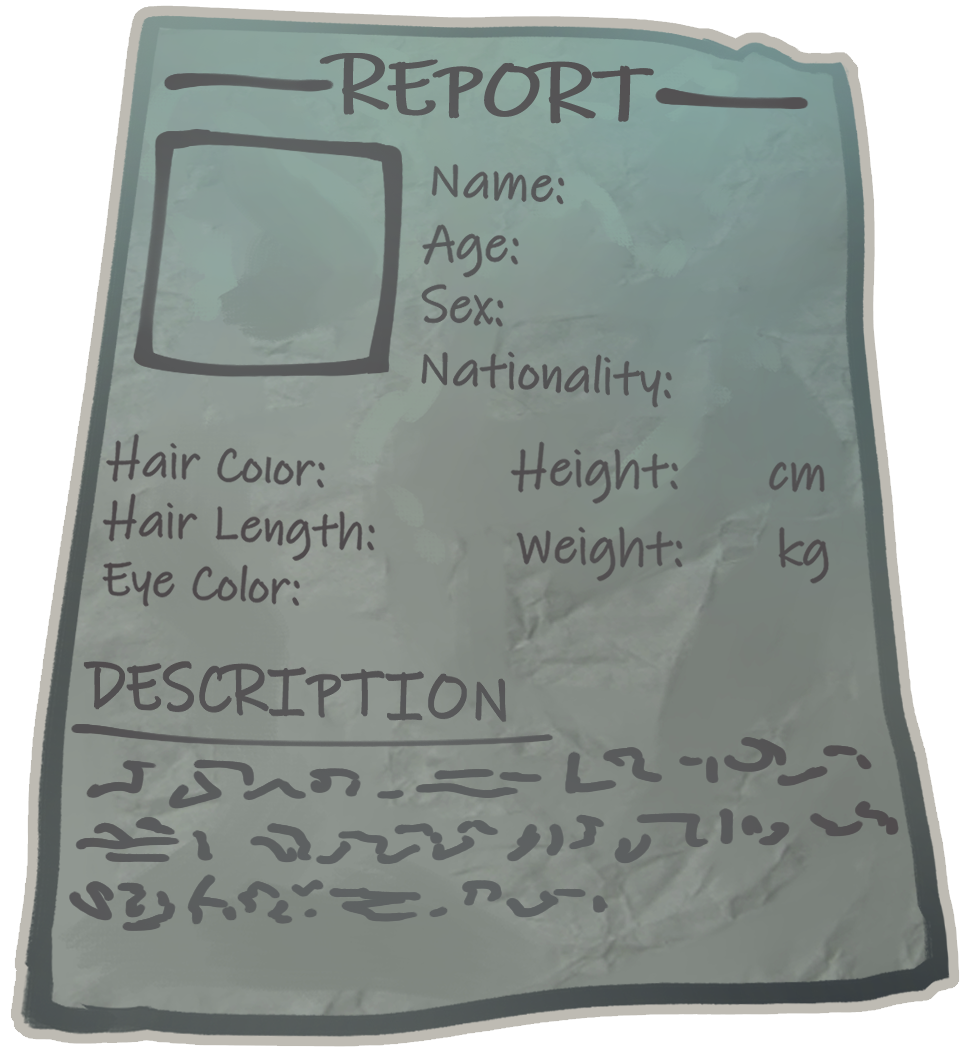 REPORT
Name:
Age:
Sex:
Nationality:
Hair Color:
Hair Length:
Eye Color:
Height: cm
Weight: kg
DESCRIPTION